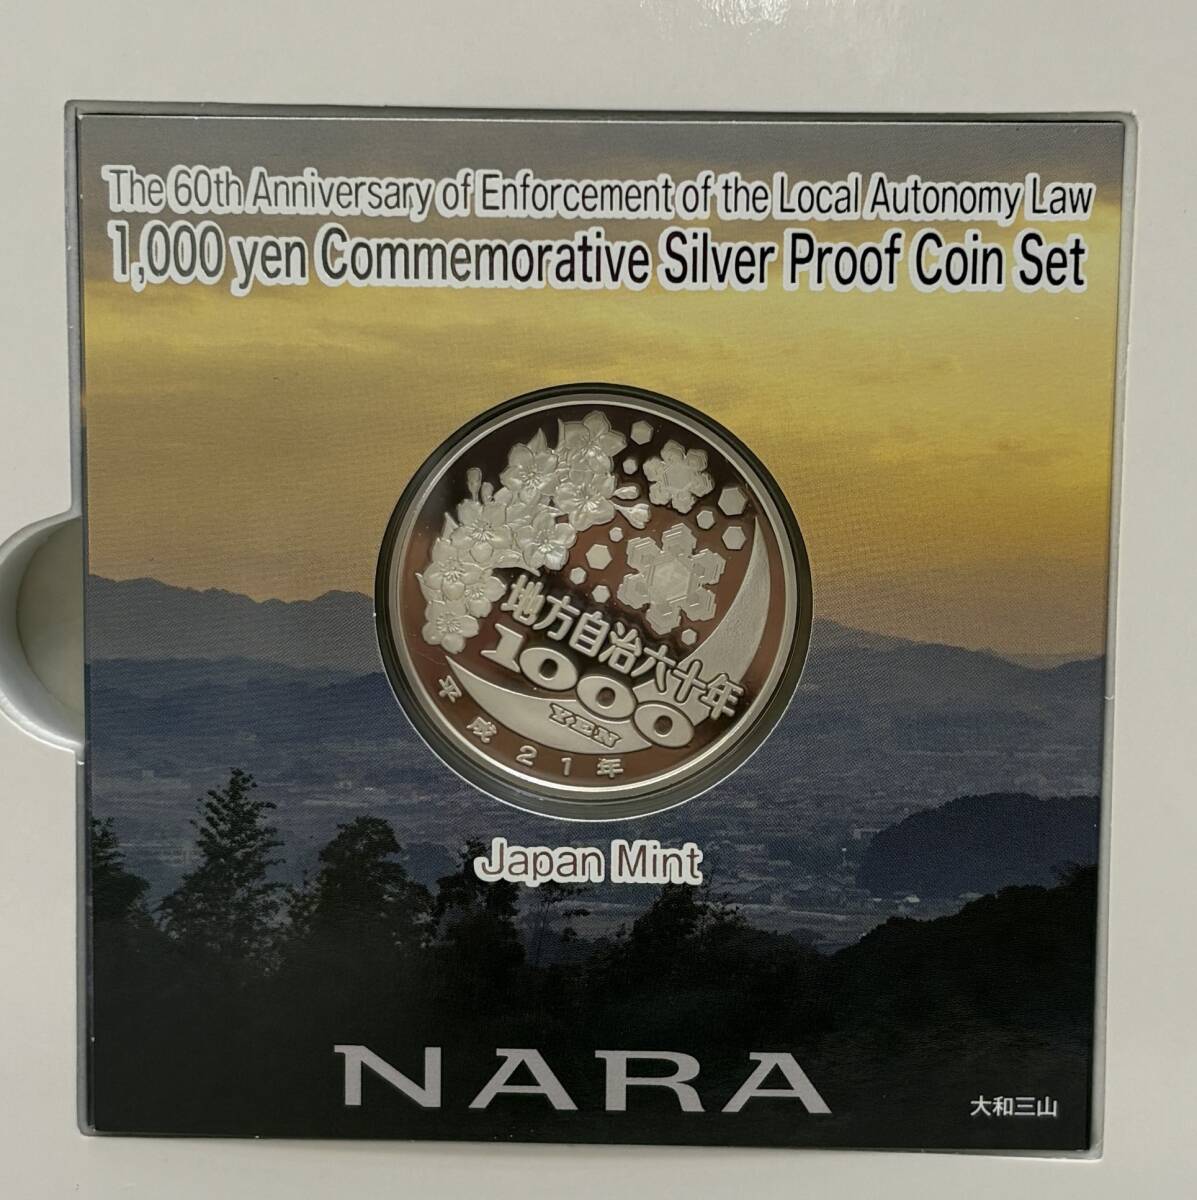 The 60th Anniversary of Enforcement of the Local Autonomy Law
1,000 yen Commemorative Silver Proof Coin Set
地方自治六十年
1000
YEN
平成21年
Japan Mint
NARA
大和三山